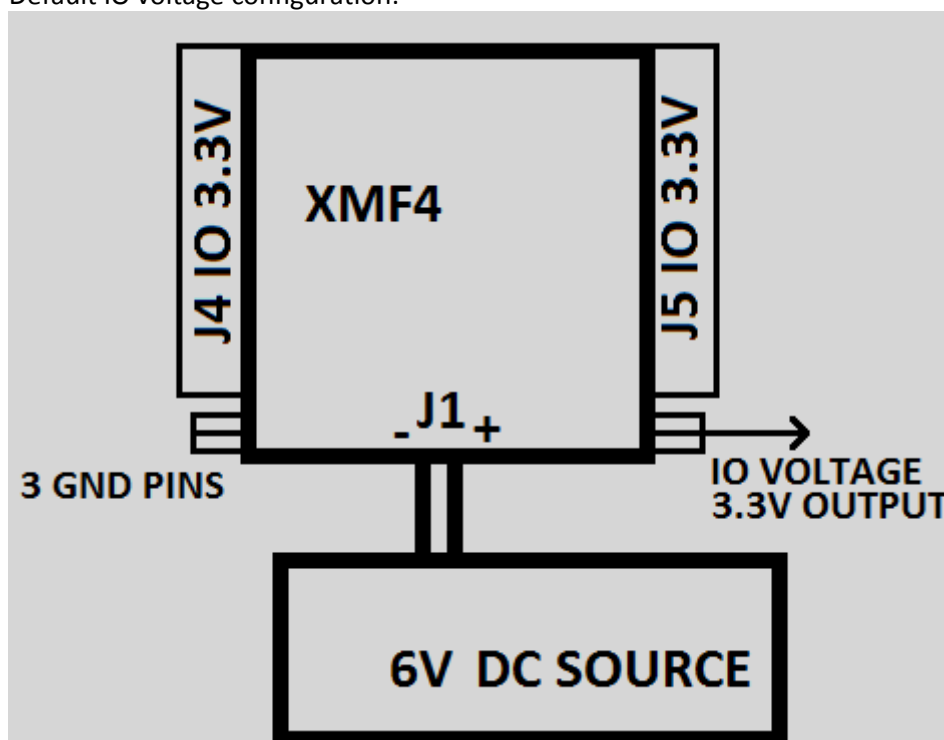 Default IO voltage configuration:
J4 IO 3.3V
XMF4
J5 IO 3.3V
- J1 +
3 GND PINS
IO VOLTAGE
3.3V OUTPUT
6V DC SOURCE